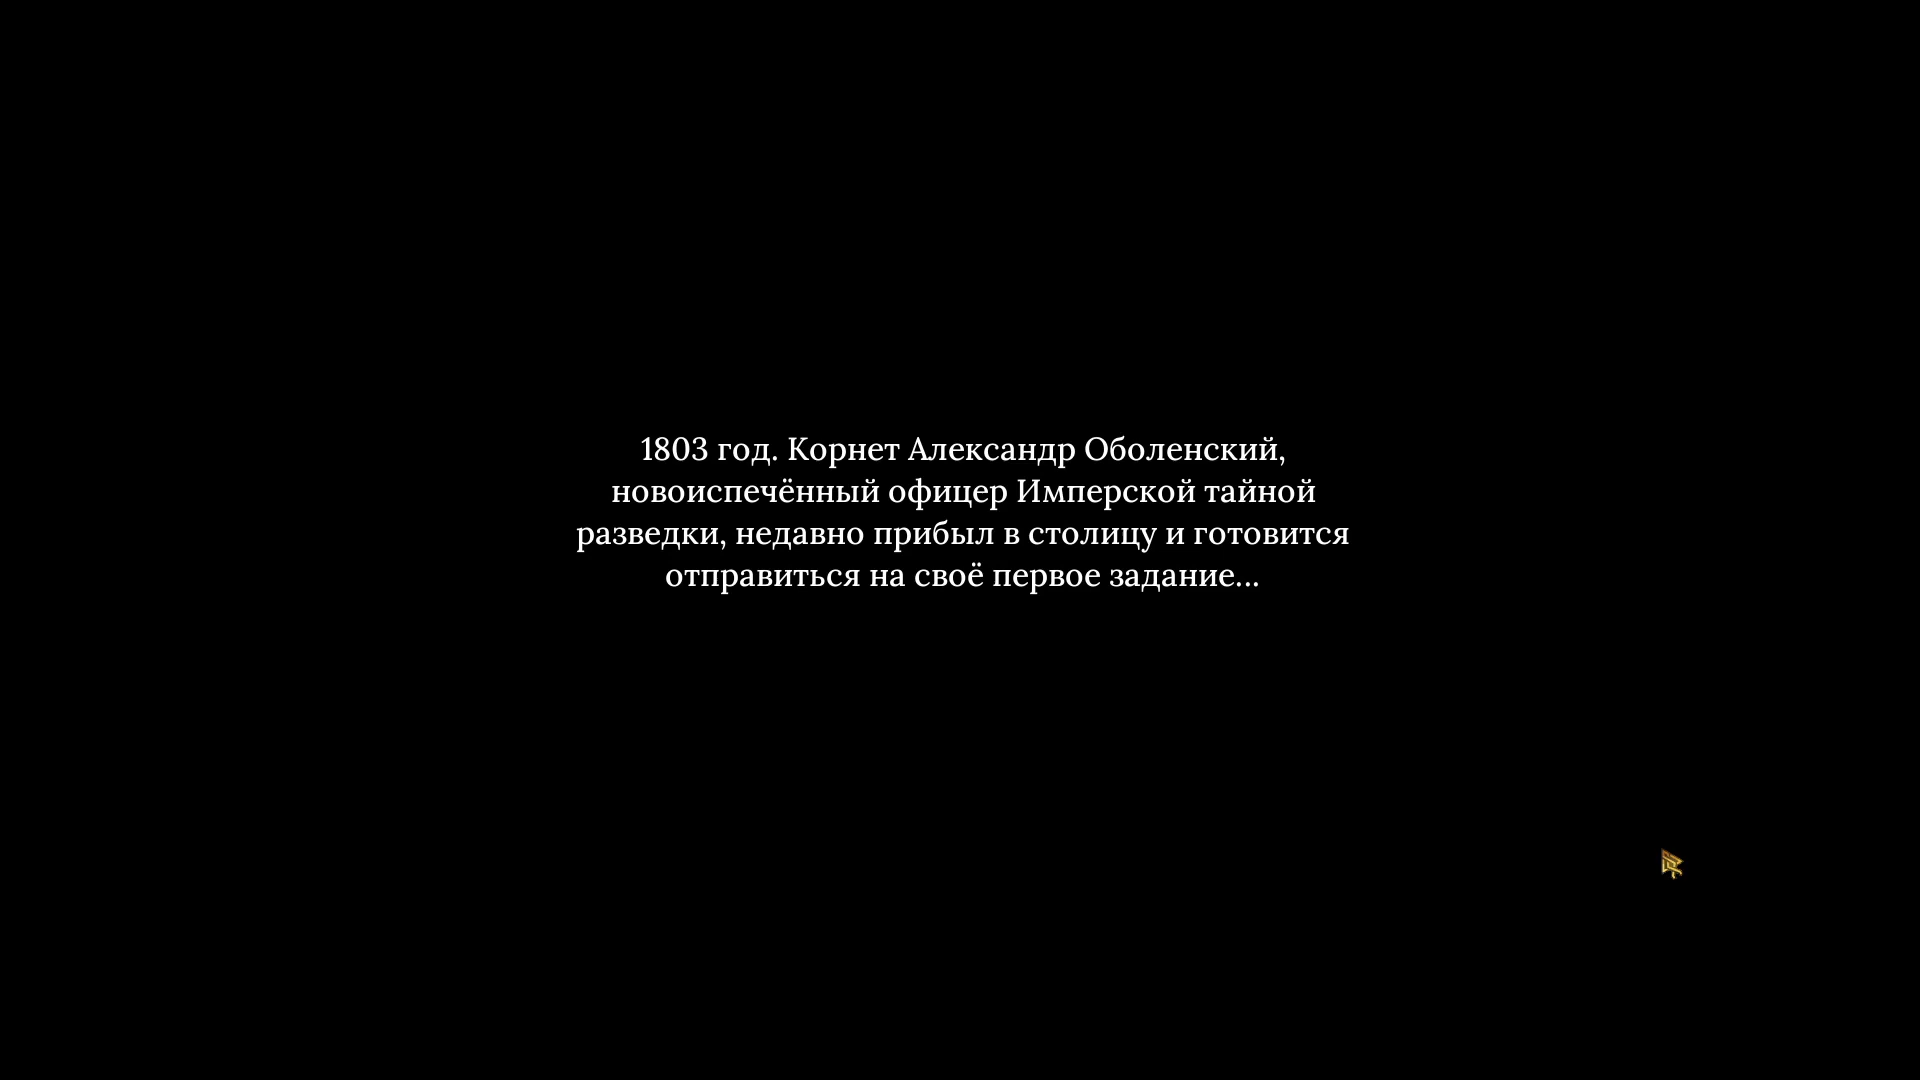 1803 год. Корнет Александр Оболенский,
новоиспечённый офицер Имперской тайной
разведки, недавно прибыл в столицу и готовится
отправиться на своё первое задание...